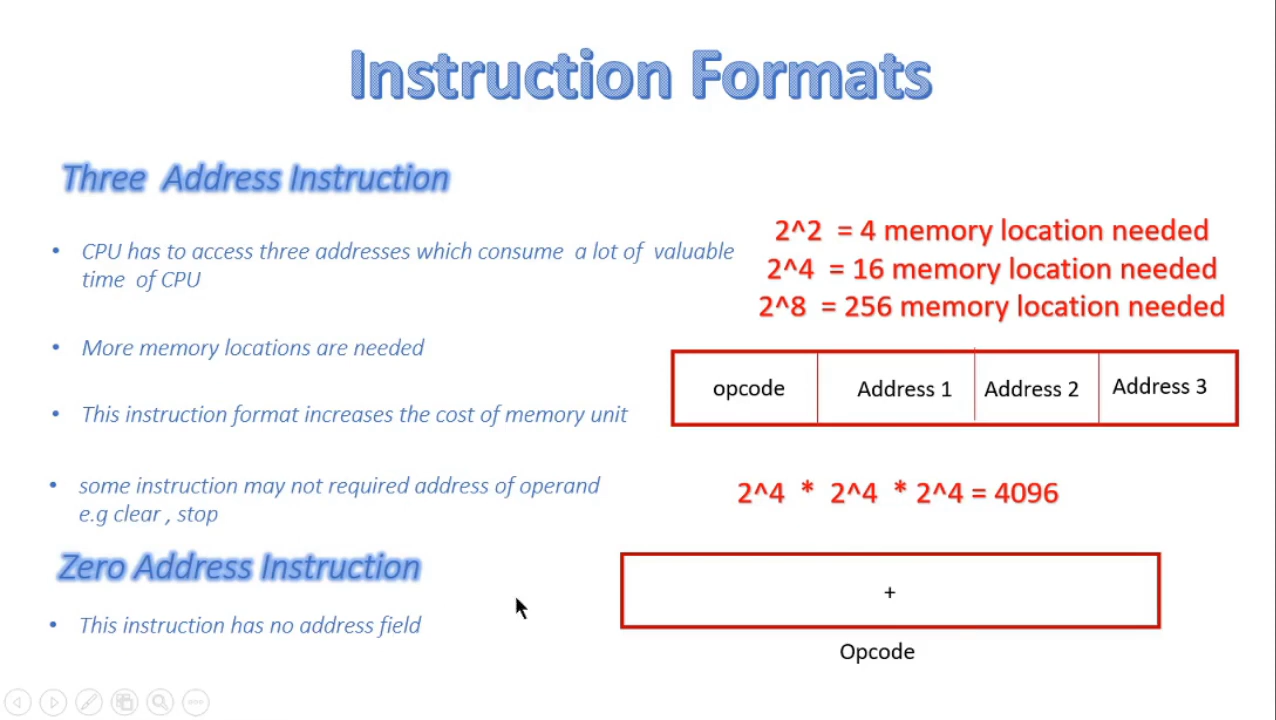 Instruction Formats
Three Address Instruction
• CPU has to access three addresses which consume a lot of valuable
time of CPU
• More memory locations are needed
• This instruction format increases the cost of memory unit
• some instruction may not required address of operand
e.g clear , stop
2^2 = 4 memory location needed
2^4 = 16 memory location needed
2^8 = 256 memory location needed
opcode Address 1 Address 2 Address 3
2^4 * 2^4 * 2^4 = 4096
Zero Address Instruction
• This instruction has no address field
+
Opcode